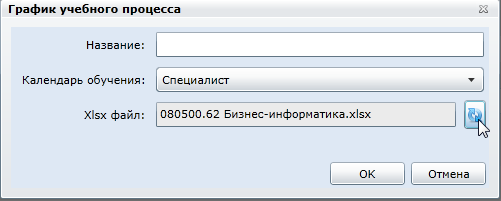 График учебного процесса
Название:
Календарь обучения: Специалист
Xlsx файл: 080500.62 Бизнес-информатика.xlsx
OK Отмена